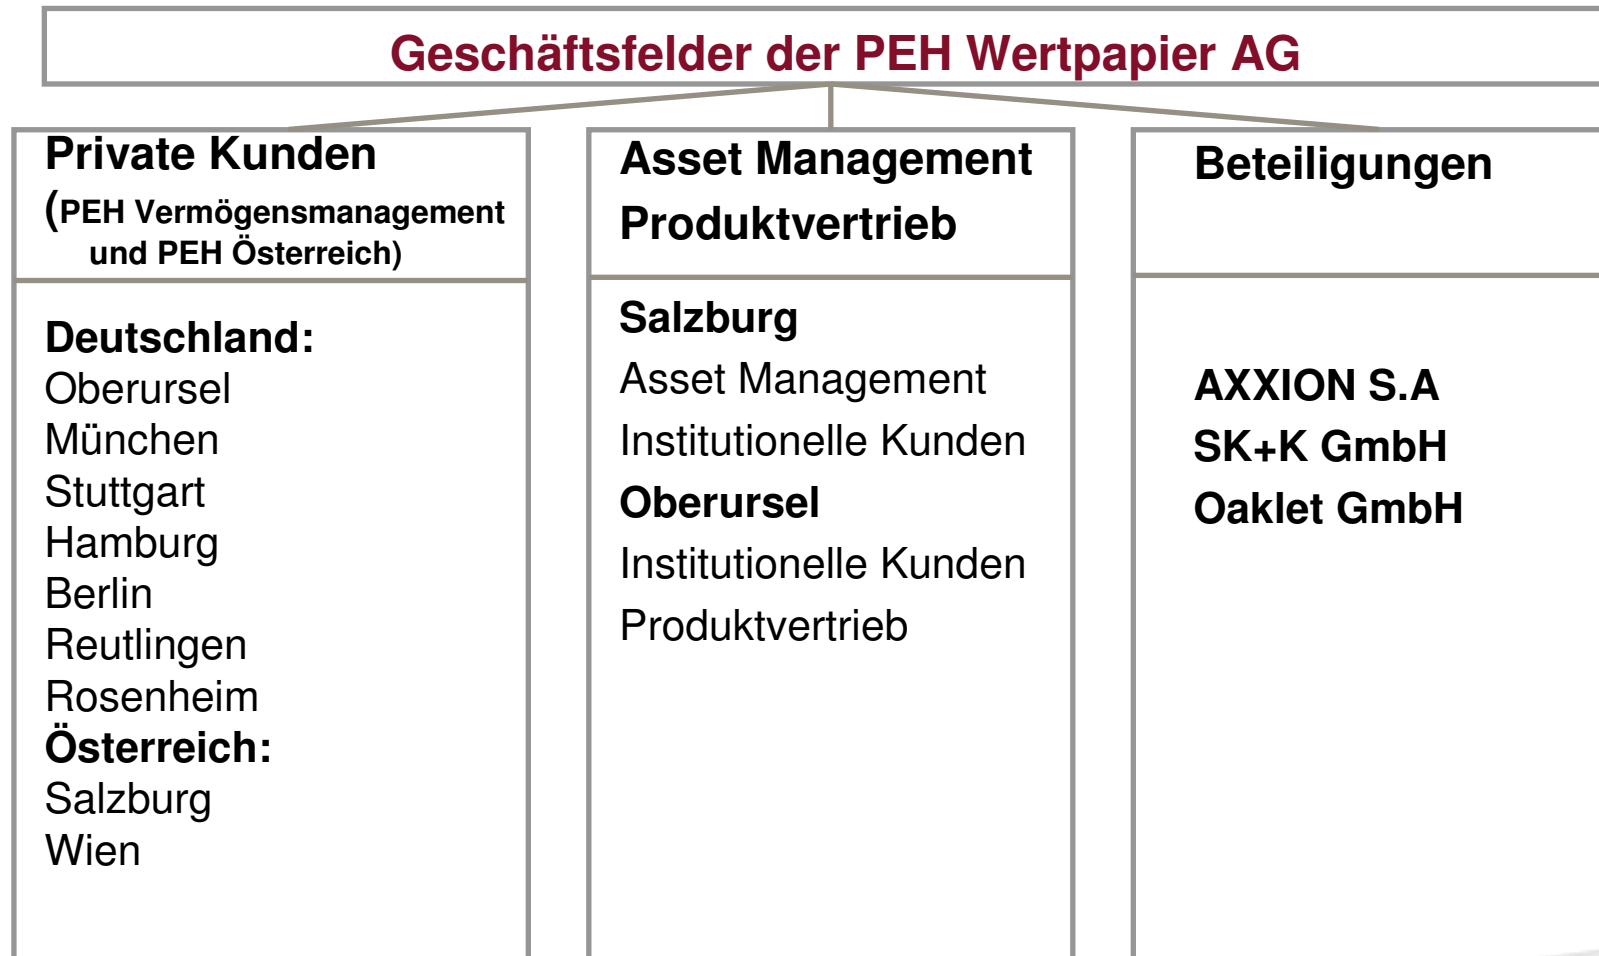 Geschäftsfelder der PEH Wertpapier AG
Private Kunden
(PEH Vermögensmanagement
und PEH Österreich)
Deutschland:
Oberursel
München
Stuttgart
Hamburg
Berlin
Reutlingen
Rosenheim
Österreich:
Salzburg
Wien
Asset Management
Produktvertrieb
Salzburg
Asset Management
Institutionelle Kunden
Oberursel
Institutionelle Kunden
Produktvertrieb
Beteiligungen
AXXION S.A
SK+K GmbH
Oaklet GmbH